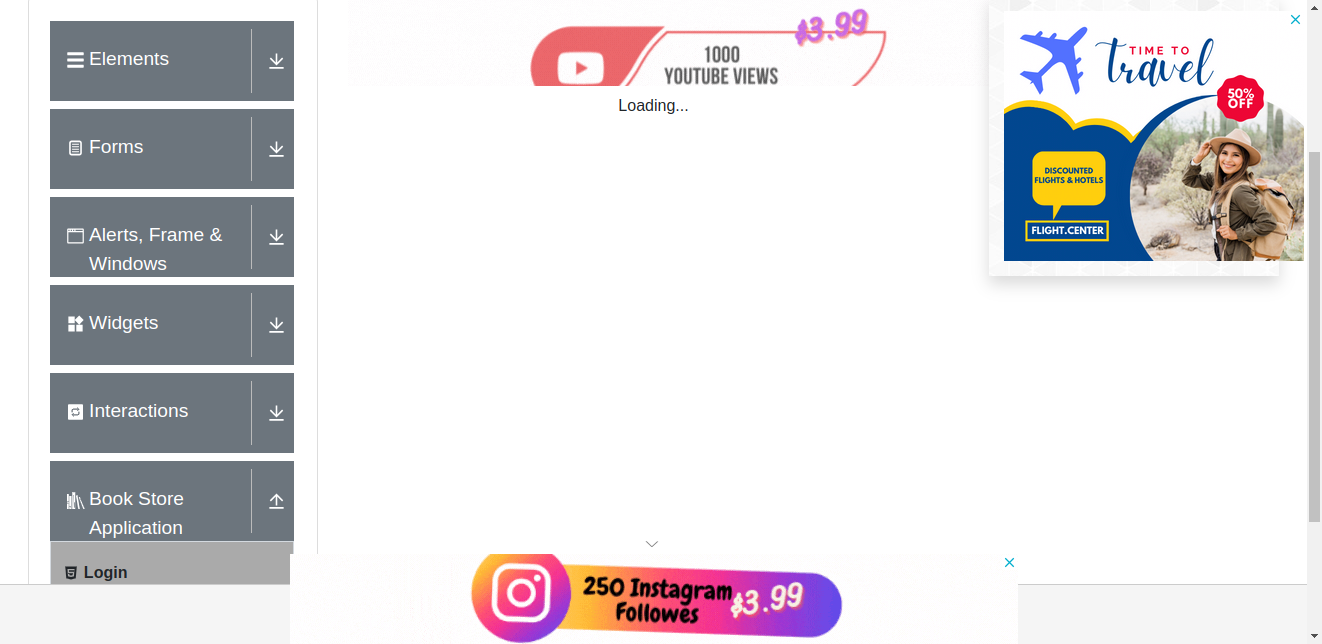 Elements
Forms
Alerts, Frame &
Windows
Widgets
Interactions
Book Store
Application
Login
$3.99
1000
YOUTUBE VIEWS
Loading...
TIME TO
travel
50%
OFF
DISCOUNTED
FLIGHTS & HOTELS
FLIGHT.CENTER
250 Instagram
Followes
$3.99